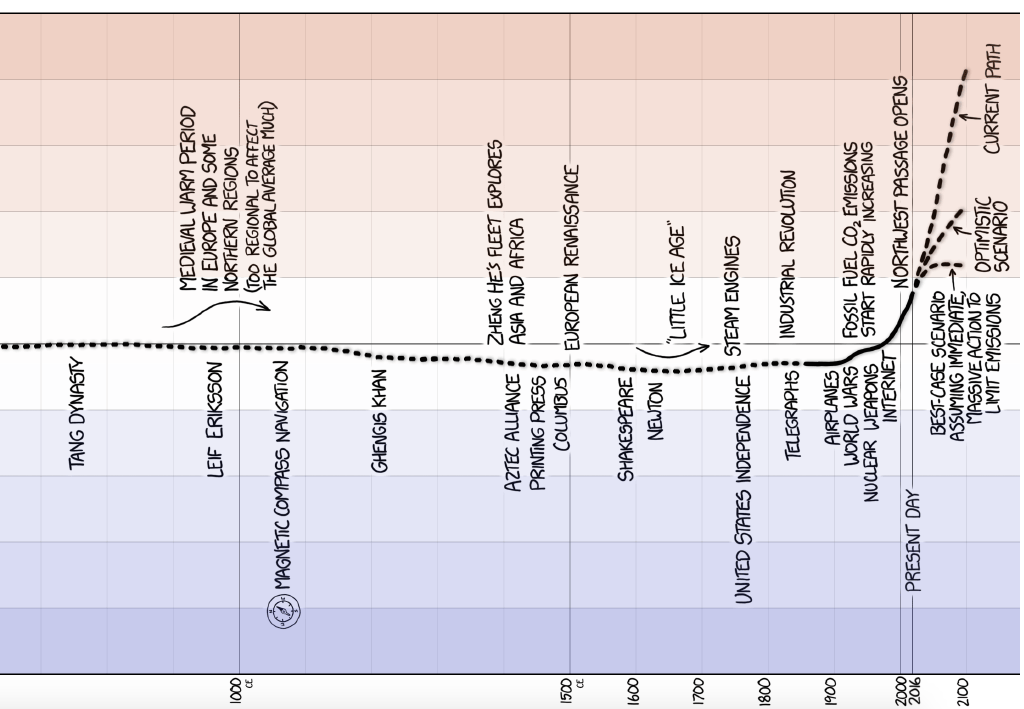 MEDIEVAL WARM PERIOD
IN EUROPE AND SOME
NORTHERN REGIONS
(TOO REGIONAL TO AFFECT
THE GLOBAL AVERAGE MUCH)
ZHENG HE'S FLEET EXPLORES
ASIA AND AFRICA
EUROPEAN RENAISSANCE
"LITTLE ICE AGE"
STEAM ENGINES
INDUSTRIAL REVOLUTION
FOSSIL FUEL CO₂ EMISSIONS
START RAPIDLY INCREASING
NORTHWEST PASSAGE OPENS
CURRENT PATH
OPTIMISTIC
SCENARIO
BEST-CASE SCENARIO
ASSUMING IMMEDIATE,
MASSIVE ACTION TO
LIMIT EMISSIONS
TANG DYNASTY
LEIF ERIKSSON
MAGNETIC COMPASS NAVIGATION
GHENGIS KHAN
AZTEC ALLIANCE
PRINTING PRESS
COLUMBUS
SHAKESPEARE
NEWTON
UNITED STATES INDEPENDENCE
TELEGRAPHS
AIRPLANES
WORLD WARS
NUCLEAR WEAPONS
INTERNET
PRESENT DAY
1000 CE
1500 CE
1600
1700
1800
1900
2000
2016
2100